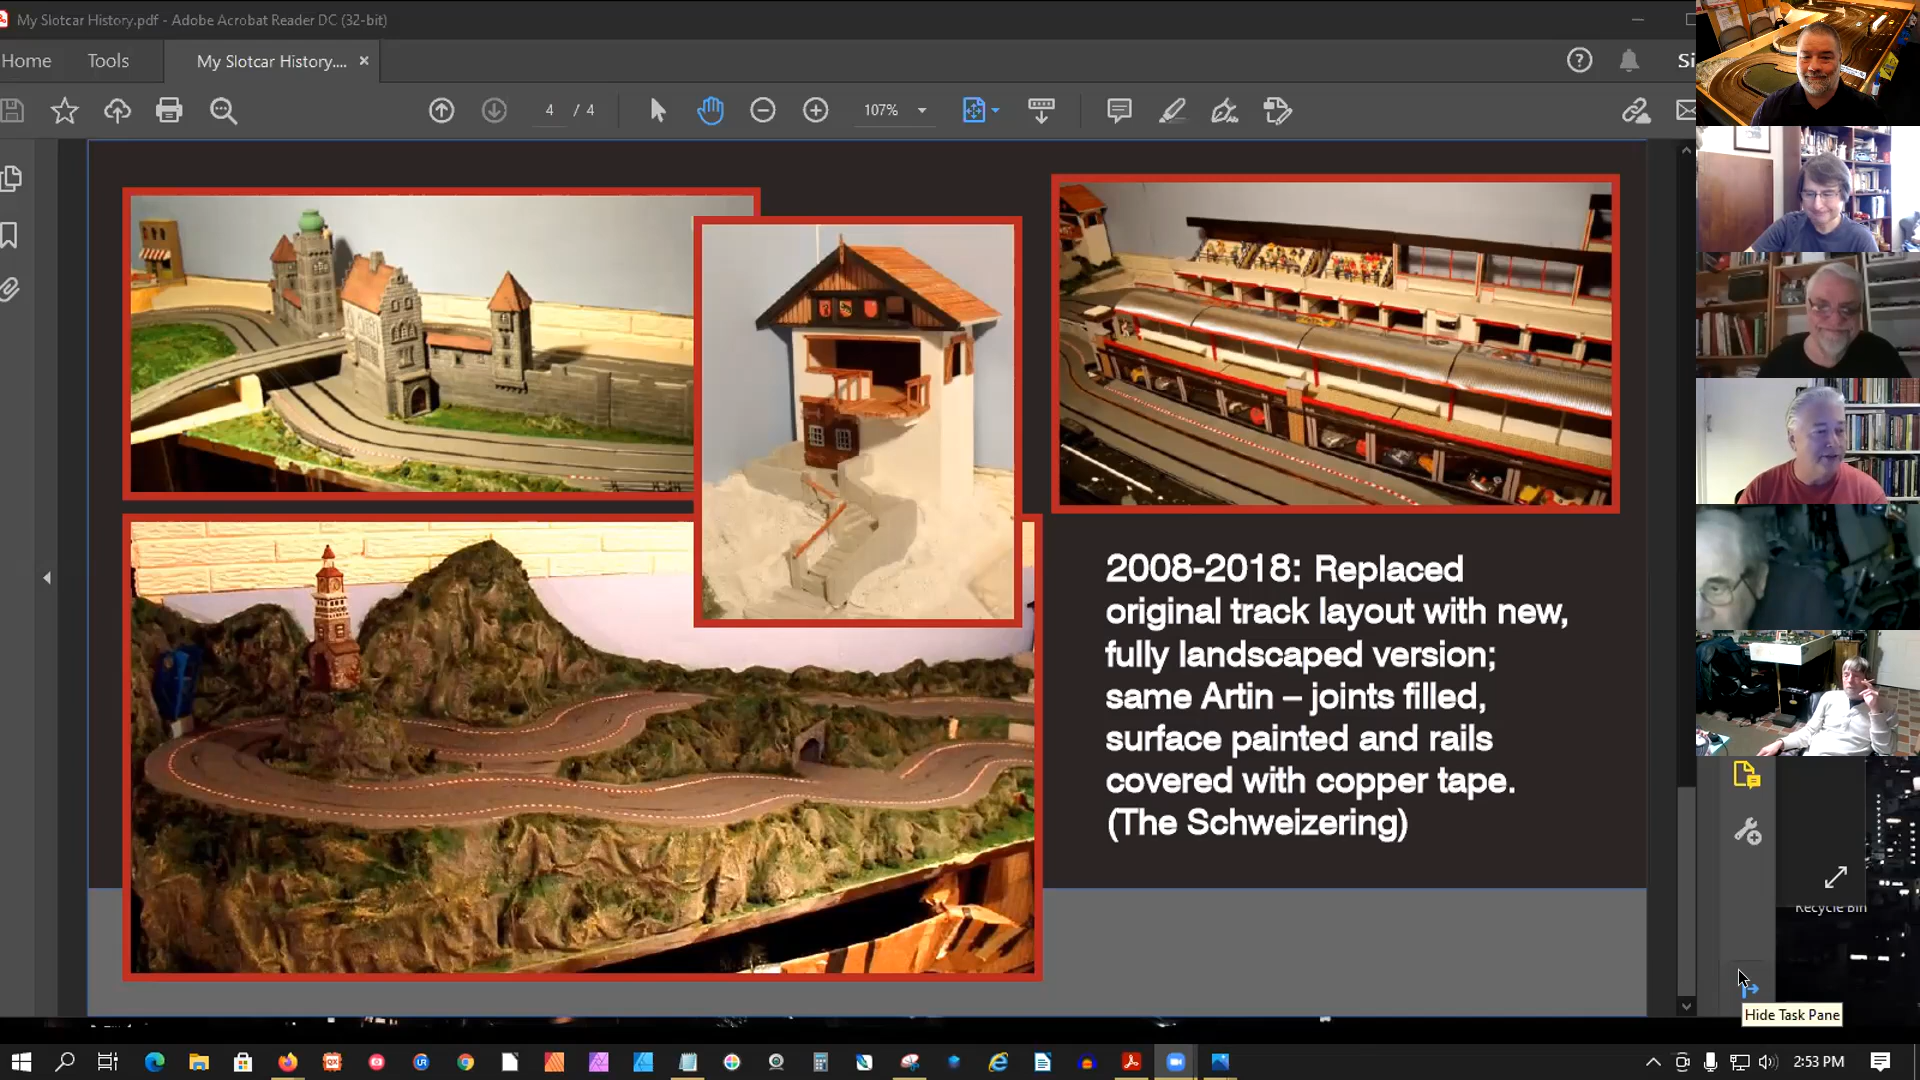 My Slotcar History.pdf - Adobe Acrobat Reader DC (32-bit)
Home
Tools
My Slotcar History....
Si
4 / 4
107%
2008-2018: Replaced
original track layout with new,
fully landscaped version;
same Artin – joints filled,
surface painted and rails
covered with copper tape.
(The Schweizering)
Recycle Bin
Hide Task Pane
2:53 PM